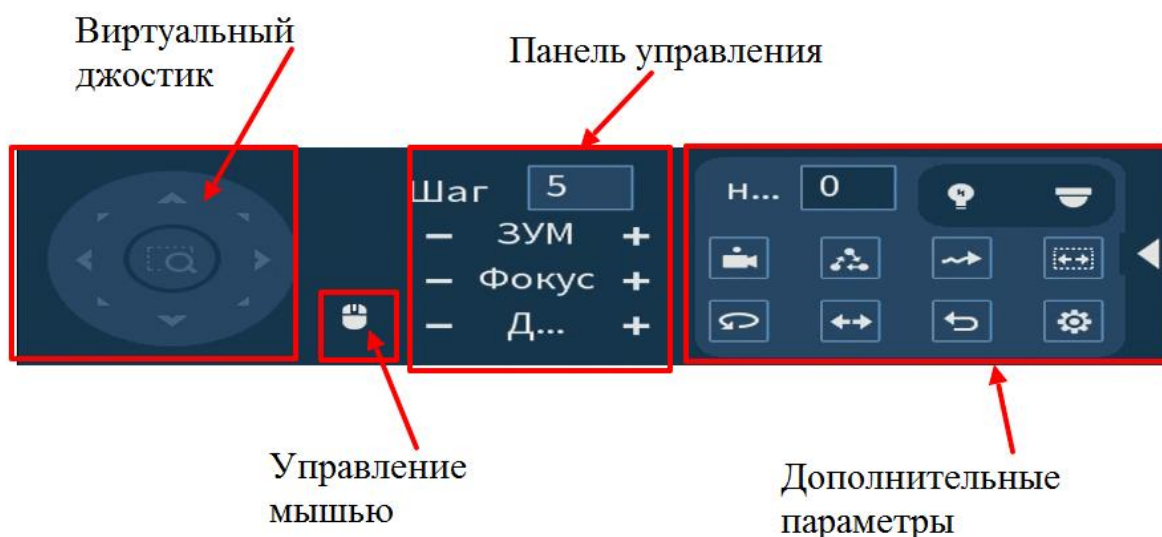 Виртуальный
джостик
Панель управления
Шаг 5
− ЗУМ +
− Фокус +
− Д... +
н... 0
Управление
мышью
Дополнительные
параметры